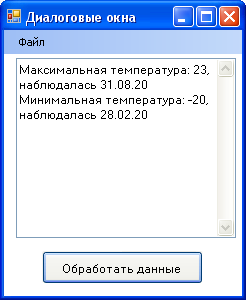 Диалоговые окна
Файл
Максимальная температура: 23,
наблюдалась 31.08.20
Минимальная температура: -20,
наблюдалась 28.02.20
Обработать данные